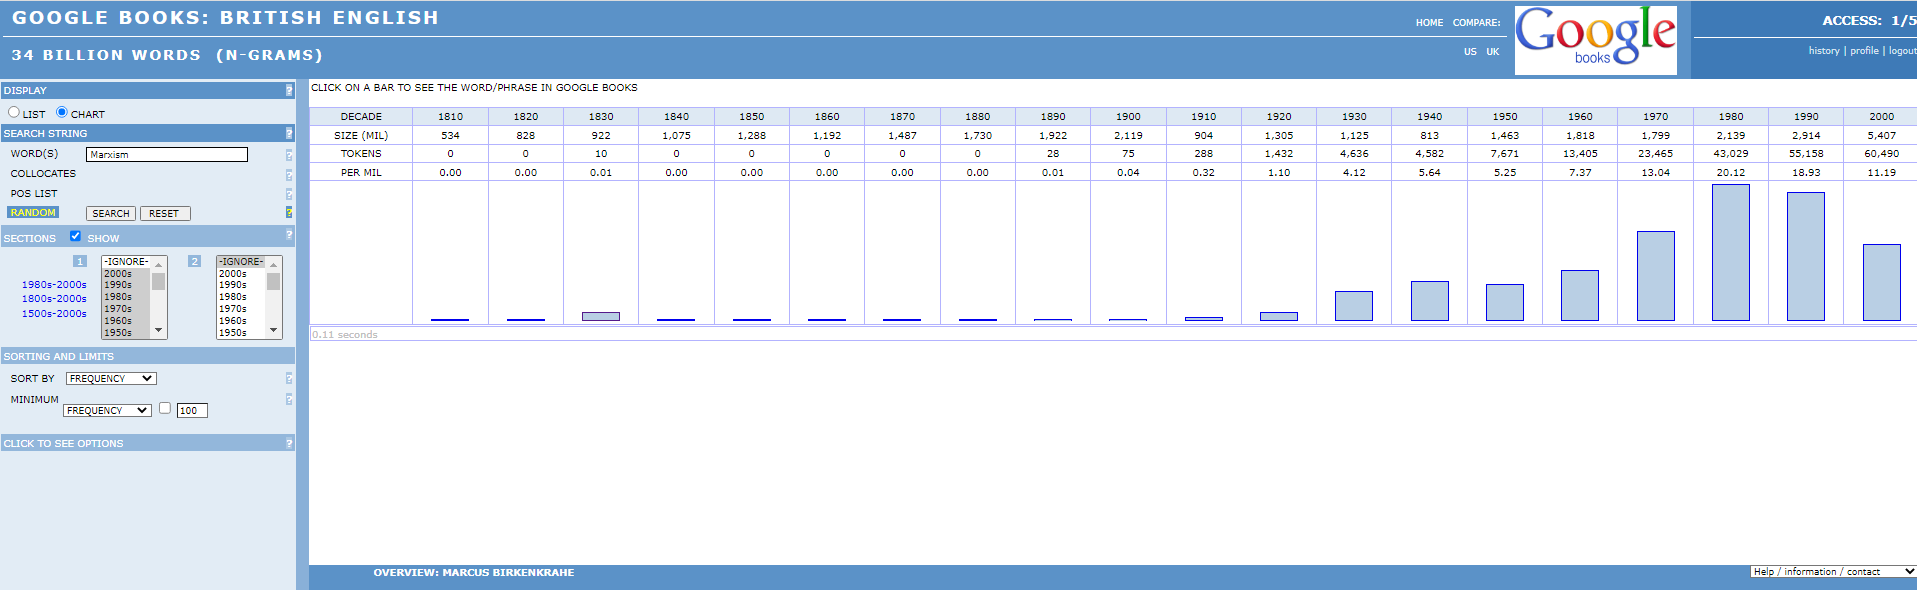 GOOGLE BOOKS: BRITISH ENGLISH
34 BILLION WORDS (N-GRAMS)
HOME COMPARE:
US UK
Google
books
ACCESS: 1/5
history | profile | logout
DISPLAY ?
LIST CHART
SEARCH STRING ?
WORD(S) Marxism ?
COLLOCATES ?
POS LIST ?
RANDOM SEARCH RESET ?
SECTIONS SHOW ?
1 2
1980s-2000s
1800s-2000s
1500s-2000s
-IGNORE-
2000s
1990s
1980s
1970s
1960s
1950s
-IGNORE-
2000s
1990s
1980s
1970s
1960s
1950s
SORTING AND LIMITS
SORT BY FREQUENCY ?
MINIMUM FREQUENCY 100 ?
CLICK TO SEE OPTIONS ?
CLICK ON A BAR TO SEE THE WORD/PHRASE IN GOOGLE BOOKS
DECADE 1810 1820 1830 1840 1850 1860 1870 1880 1890 1900 1910 1920 1930 1940 1950 1960 1970 1980 1990 2000
SIZE (MIL) 534 828 922 1,075 1,288 1,192 1,487 1,730 1,922 2,119 904 1,305 1,125 813 1,463 1,818 1,799 2,139 2,914 5,407
TOKENS 0 0 10 0 0 0 0 0 28 75 288 1,432 4,636 4,582 7,671 13,405 23,465 43,029 55,158 60,490
PER MIL 0.00 0.00 0.01 0.00 0.00 0.00 0.00 0.00 0.01 0.04 0.32 1.10 4.12 5.64 5.25 7.37 13.04 20.12 18.93 11.19
0.11 seconds
OVERVIEW: MARCUS BIRKENKRAHE
Help / information / contact